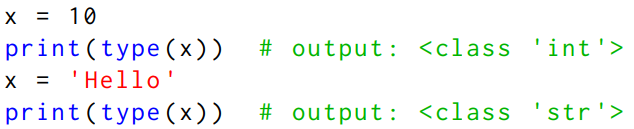 x = 10
print(type(x))  # output: <class 'int'>
x = 'Hello'
print(type(x))  # output: <class 'str'>